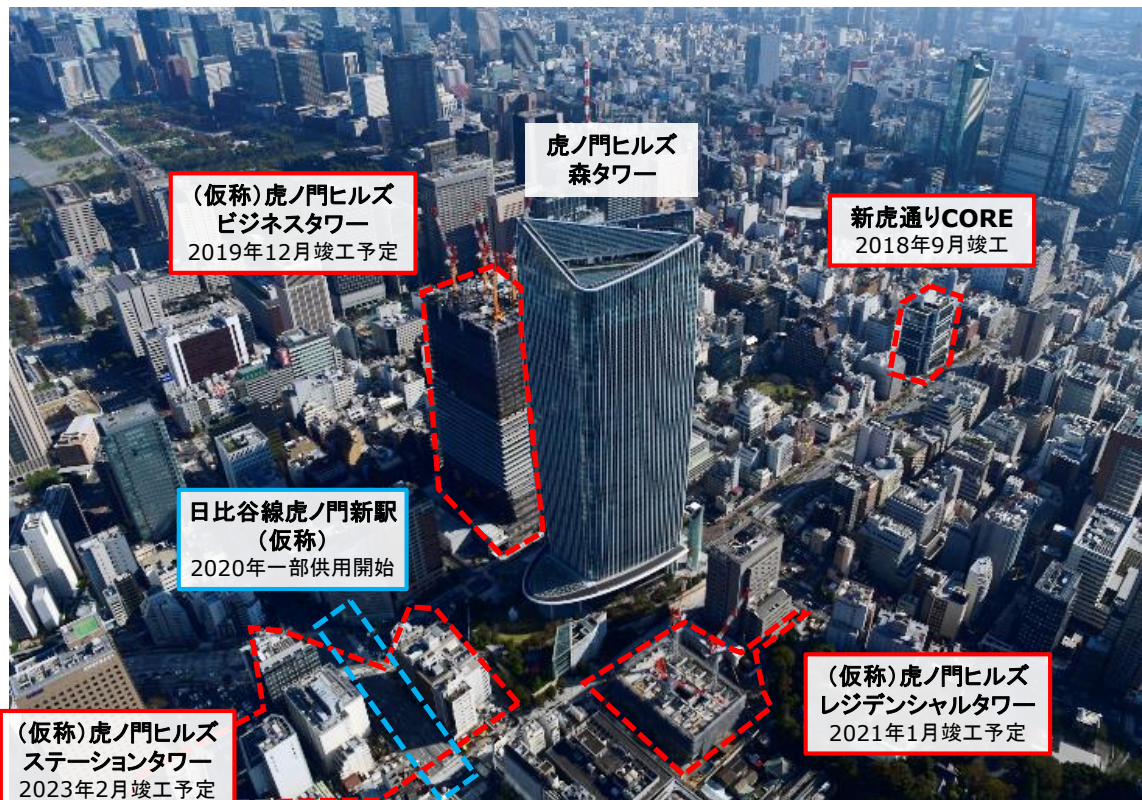 虎ノ門ヒルズ
森タワー
(仮称)虎ノ門ヒルズ
ビジネスタワー
2019年12月竣工予定
新虎通りCORE
2018年9月竣工
日比谷線虎ノ門新駅
(仮称)
2020年一部供用開始
(仮称)虎ノ門ヒルズ
レジデンシャルタワー
2021年1月竣工予定
(仮称)虎ノ門ヒルズ
ステーションタワー
2023年2月竣工予定